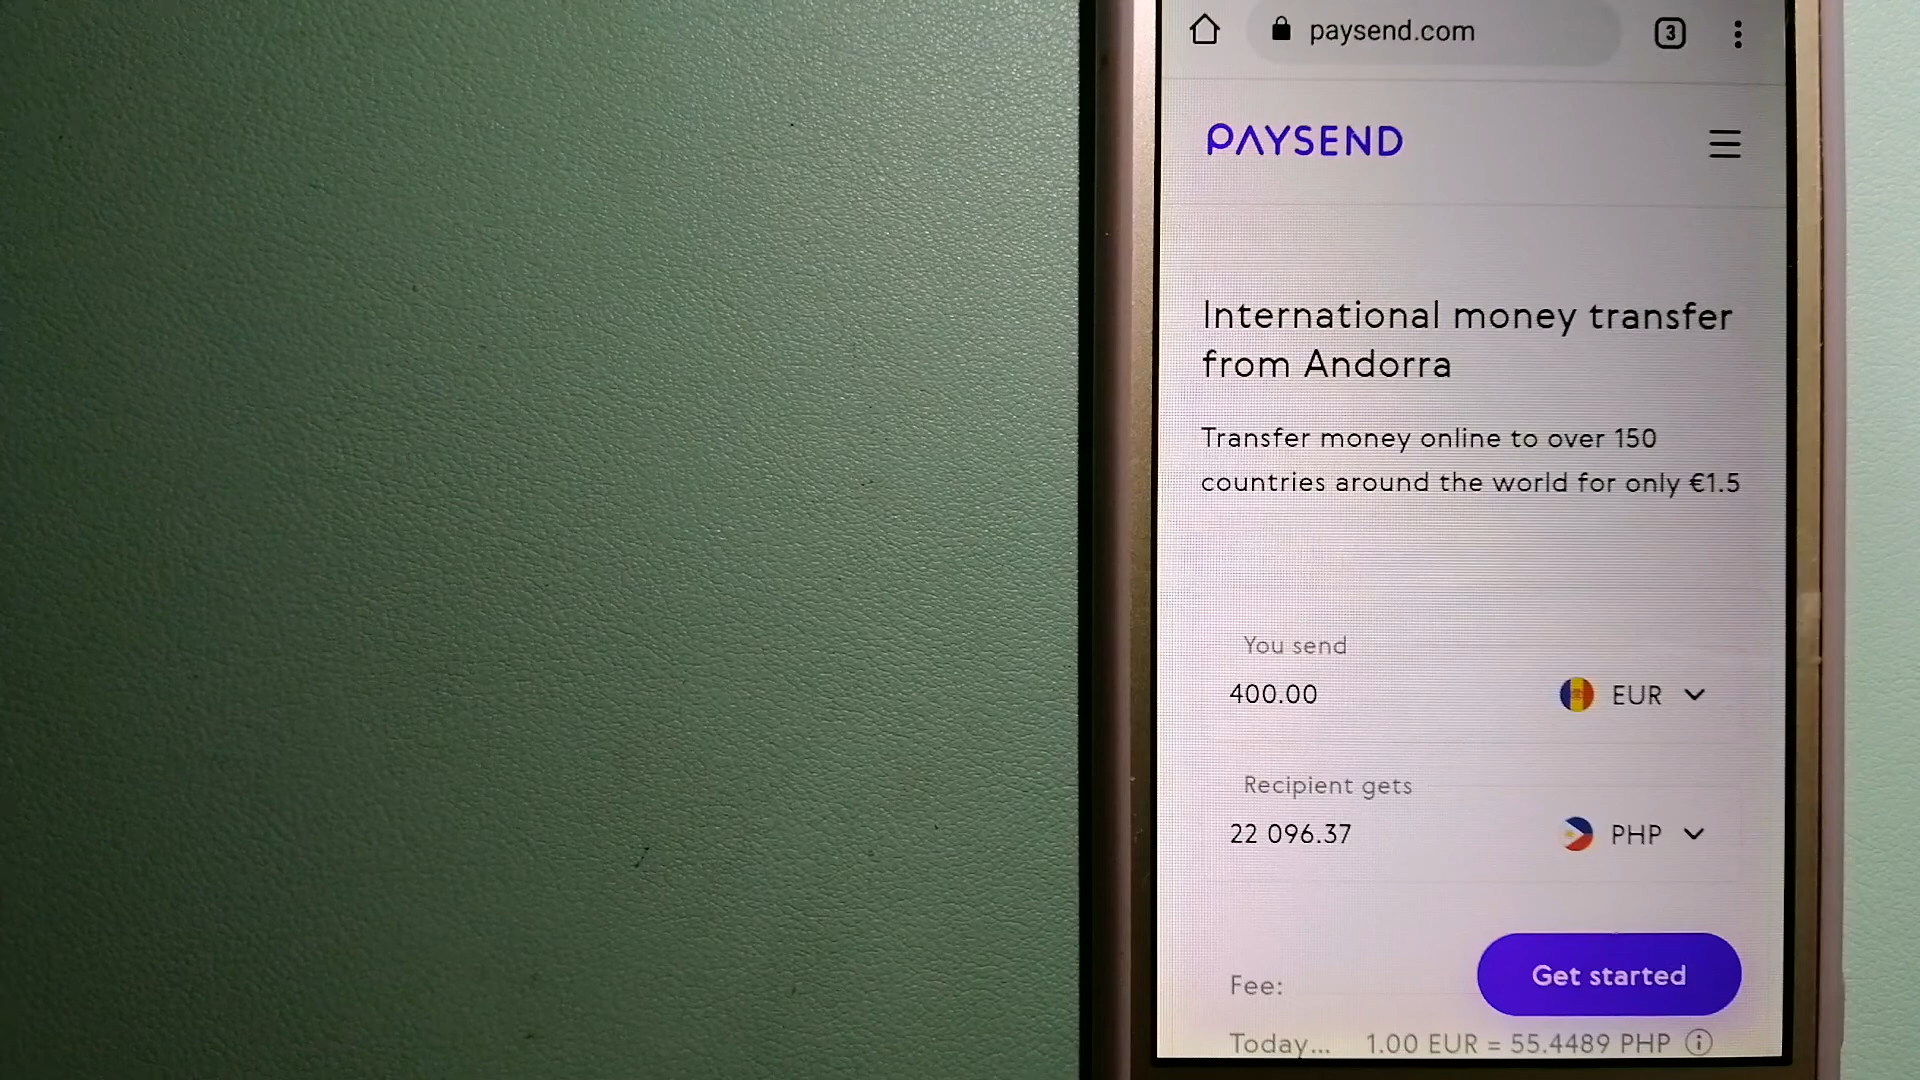 paysend.com
3
PAYSEND
International money transfer
from Andorra
Transfer money online to over 150
countries around the world for only €1.5
You send
400.00 EUR
Recipient gets
22 096.37 PHP
Get started
Fee:
Today... 1.00 EUR = 55.4489 PHP